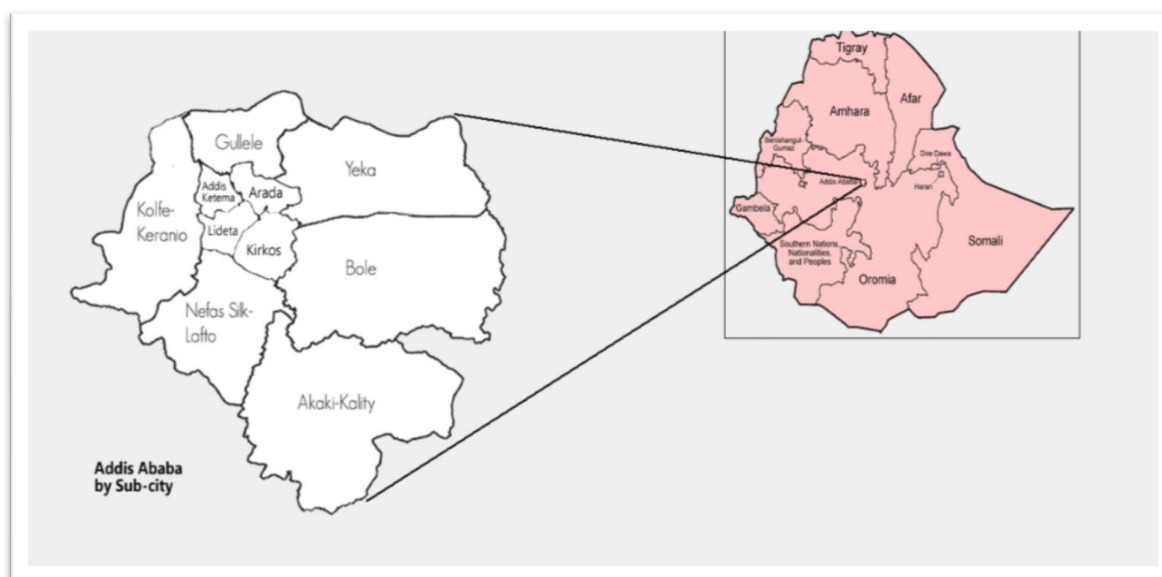 Gullele
Yeka
Addis
Ketema
Arada
Kolfe-
Keranio
Lideta
Kirkos
Bole
Nefas Silk-
Lafto
Akaki-Kality
Addis Ababa
by Sub-city
Tigray
Amhara
Afar
Benishangul-
Gumaz
Dire Dawa
Addis Ababa
Harari
Gambela
Somali
Southern Nations,
Nationalities,
and Peoples
Oromia